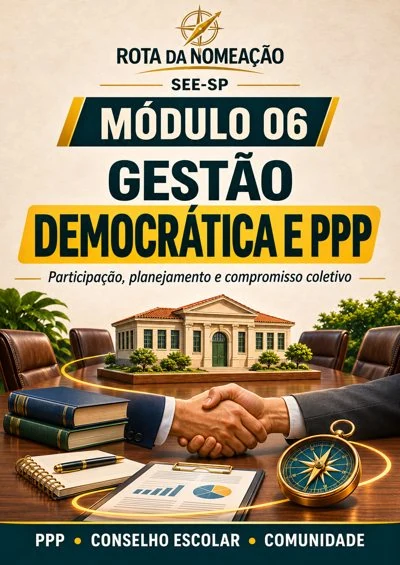 ROTA DA NOMEAÇÃO
SEE-SP
MÓDULO 06
GESTÃO
DEMOCRÁTICA E PPP
Participação, planejamento e compromisso coletivo
PPP • CONSELHO ESCOLAR • COMUNIDADE